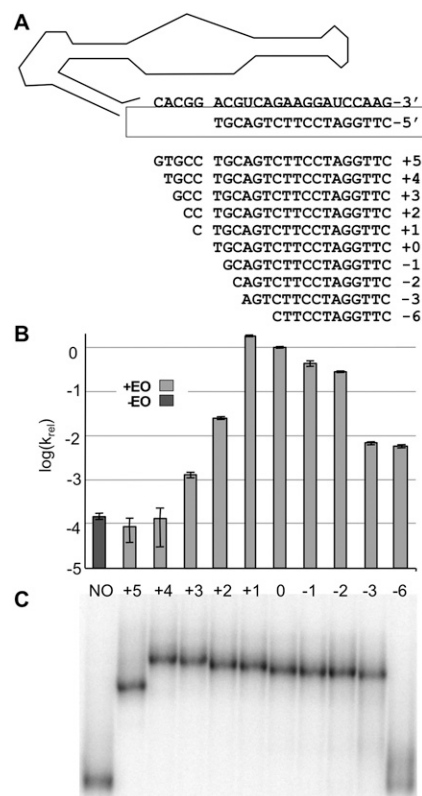 A
CACGG ACGUCAGAAGGAUCCAAG-3'
TGCAGTCTTCCTAGGTTC-5'
GTGCC TGCAGTCTTCCTAGGTTC +5
TGCC TGCAGTCTTCCTAGGTTC +4
GCC TGCAGTCTTCCTAGGTTC +3
CC TGCAGTCTTCCTAGGTTC +2
C TGCAGTCTTCCTAGGTTC +1
TGCAGTCTTCCTAGGTTC +0
GCAGTCTTCCTAGGTTC -1
CAGTCTTCCTAGGTTC -2
AGTCTTCCTAGGTTC -3
CTTCCTAGGTTC -6
B
0
-1
-2
-3
-4
-5
log(krel)
+EO
-EO
NO +5 +4 +3 +2 +1 0 -1 -2 -3 -6
C